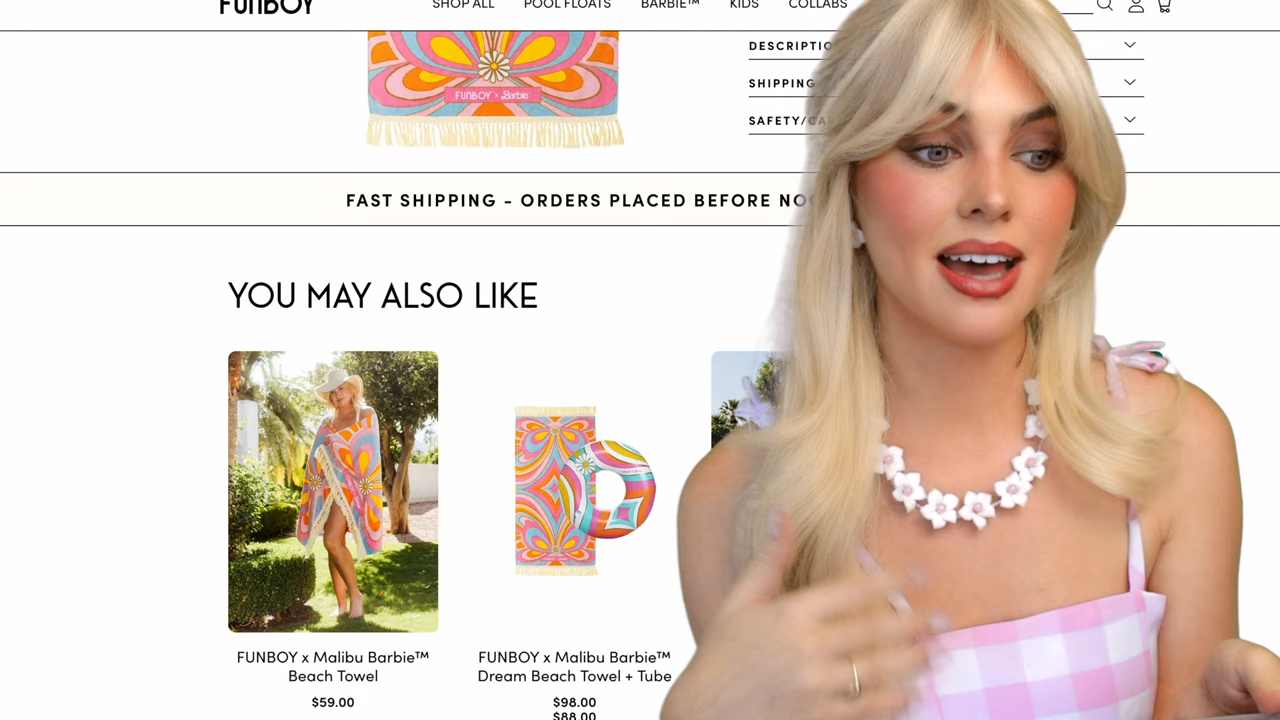 FUNBOY
SHOP ALL POOL FLOATS BARBIE™ KIDS COLLABS
FUNBOY x Barbie
SHIPPING
SAFETY/CA
FAST SHIPPING – ORDERS PLACED BEFORE
YOU MAY ALSO LIKE
FUNBOY x Malibu Barbie™
Beach Towel
$59.00
FUNBOY x Malibu Barbie™
Dream Beach Towel + Tube
$98.00
$88.00